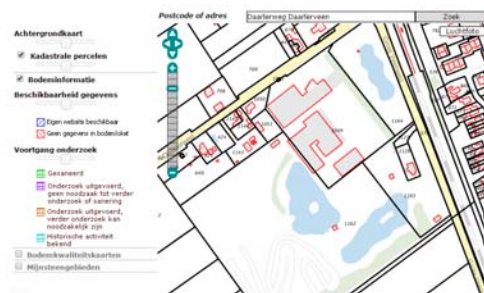 Postcode of adres
Daarlerweg Daarlerveen
Zoek
Luchtfoto
Achtergrondkaart
Kadastrale percelen
Bodeminformatie
Beschikbaarheid gegevens
Eigen website beschikbaar
Geen gegevens in bodemloket
Voortgang onderzoek
Gesaneerd
Onderzoek uitgevoerd,
geen noodzaak tot verder
onderzoek of sanering
Onderzoek uitgevoerd,
verder onderzoek kan
noodzakelijk zijn
Historische activiteit
bekend
Bodemkwaliteitskaarten
Mijnsteengebieden
1162